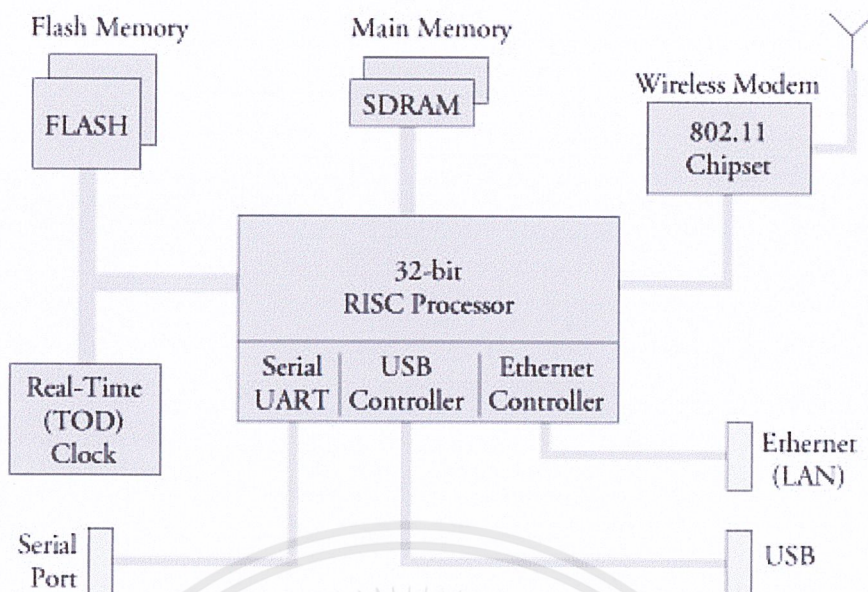 Flash Memory
Main Memory
Wireless Modem
FLASH
SDRAM
802.11
Chipset
32-bit
RISC Processor
Serial
UART
USB
Controller
Ethernet
Controller
Real-Time
(TOD)
Clock
Ethernet
(LAN)
Serial
Port
USB